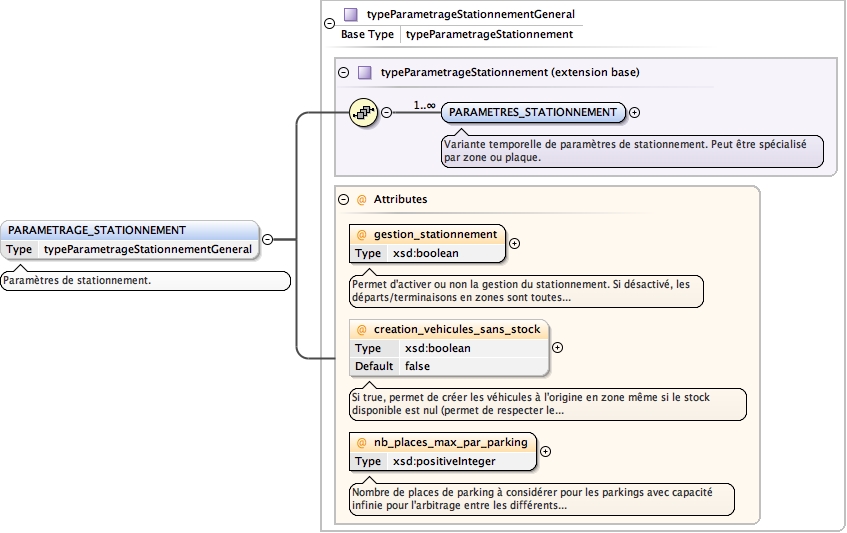 typeParametrageStationnementGeneral
Base Type typeParametrageStationnement
typeParametrageStationnement (extension base)
1..∞
PARAMETRES_STATIONNEMENT
Variante temporelle de paramètres de stationnement. Peut être spécialisé
par zone ou plaque.
PARAMETRAGE_STATIONNEMENT
Type typeParametrageStationnementGeneral
Paramètres de stationnement.
@ Attributes
@ gestion_stationnement
Type xsd:boolean
Permet d'activer ou non la gestion du stationnement. Si désactivé, les
départs/terminaisons en zones sont toutes...
@ creation_vehicules_sans_stock
Type xsd:boolean
Default false
Si true, permet de créer les véhicules à l'origine en zone même si le stock
disponible est nul (permet de respecter le...
@ nb_places_max_par_parking
Type xsd:positiveInteger
Nombre de places de parking à considérer pour les parkings avec capacité
infinie pour l'arbitrage entre les différents...